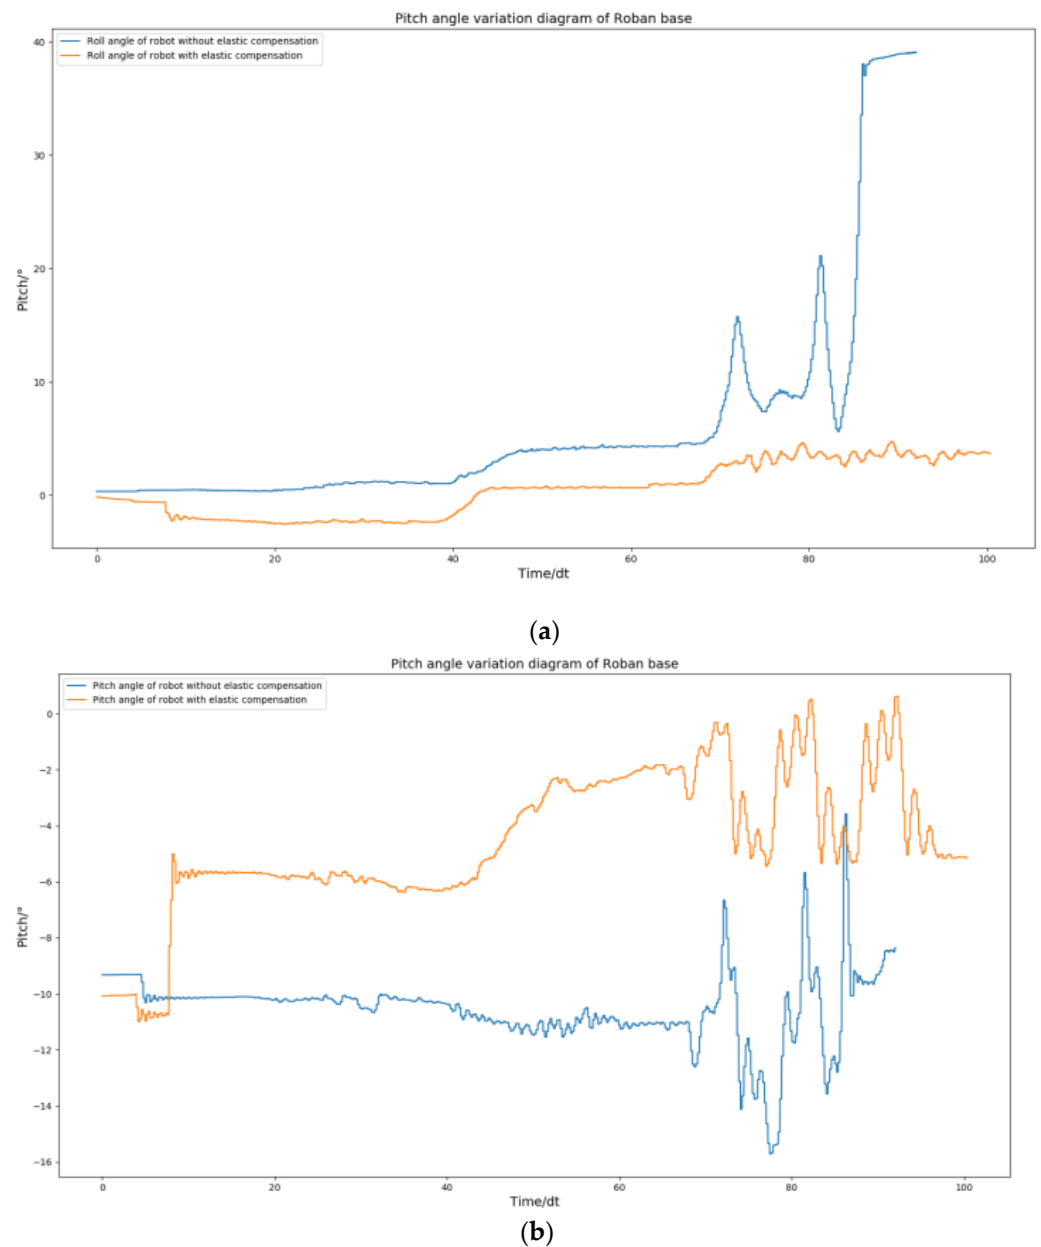 Pitch angle variation diagram of Roban base
Roll angle of robot without elastic compensation
Roll angle of robot with elastic compensation
40
30
20
10
0
Pitch/°
0 20 40 60 80 100
Time/dt
(a)
Pitch angle variation diagram of Roban base
Pitch angle of robot without elastic compensation
Pitch angle of robot with elastic compensation
0
−2
−4
−6
−8
−10
−12
−14
−16
Pitch/°
0 20 40 60 80 100
Time/dt
(b)